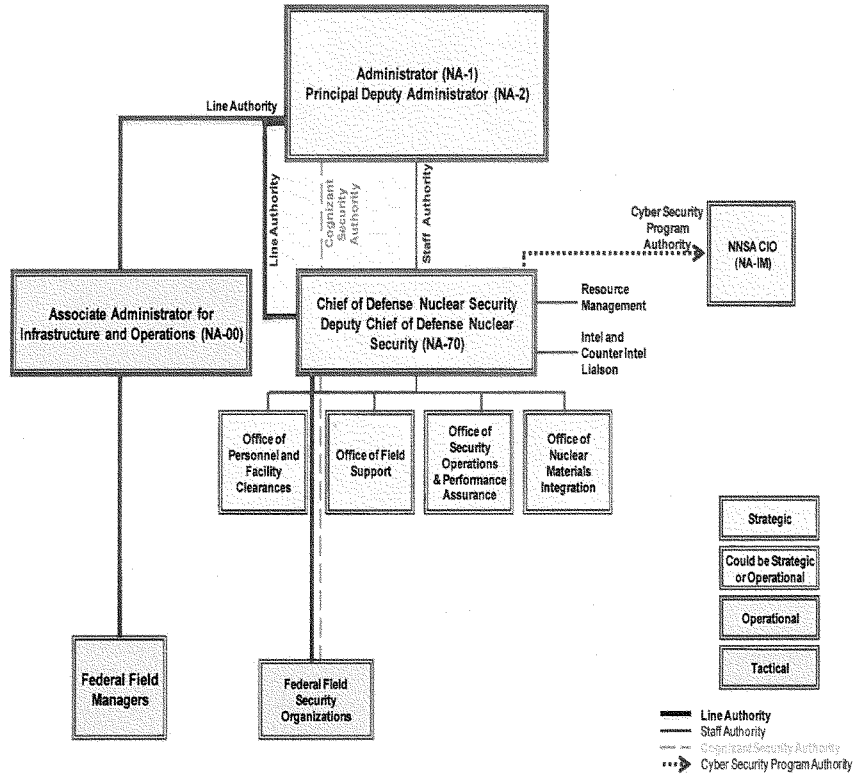 Administrator (NA-1)
Principal Deputy Administrator (NA-2)
Line Authority
Line Authority
Cognizant
Security
Authority
Staff Authority
Cyber Security
Program
Authority
NNSA CIO
(NA-IM)
Associate Administrator for
Infrastructure and Operations (NA-00)
Chief of Defense Nuclear Security
Deputy Chief of Defense Nuclear
Security (NA-70)
Resource
Management
Intel and
Counter Intel
Liaison
Office of
Personnel and
Facility
Clearances
Office of Field
Support
Office of
Security
Operations
& Performance
Assurance
Office of
Nuclear
Materials
Integration
Strategic
Could be Strategic
or Operational
Operational
Tactical
Federal Field
Managers
Federal Field
Security
Organizations
Line Authority
Staff Authority
Cognizant Security Authority
Cyber Security Program Authority